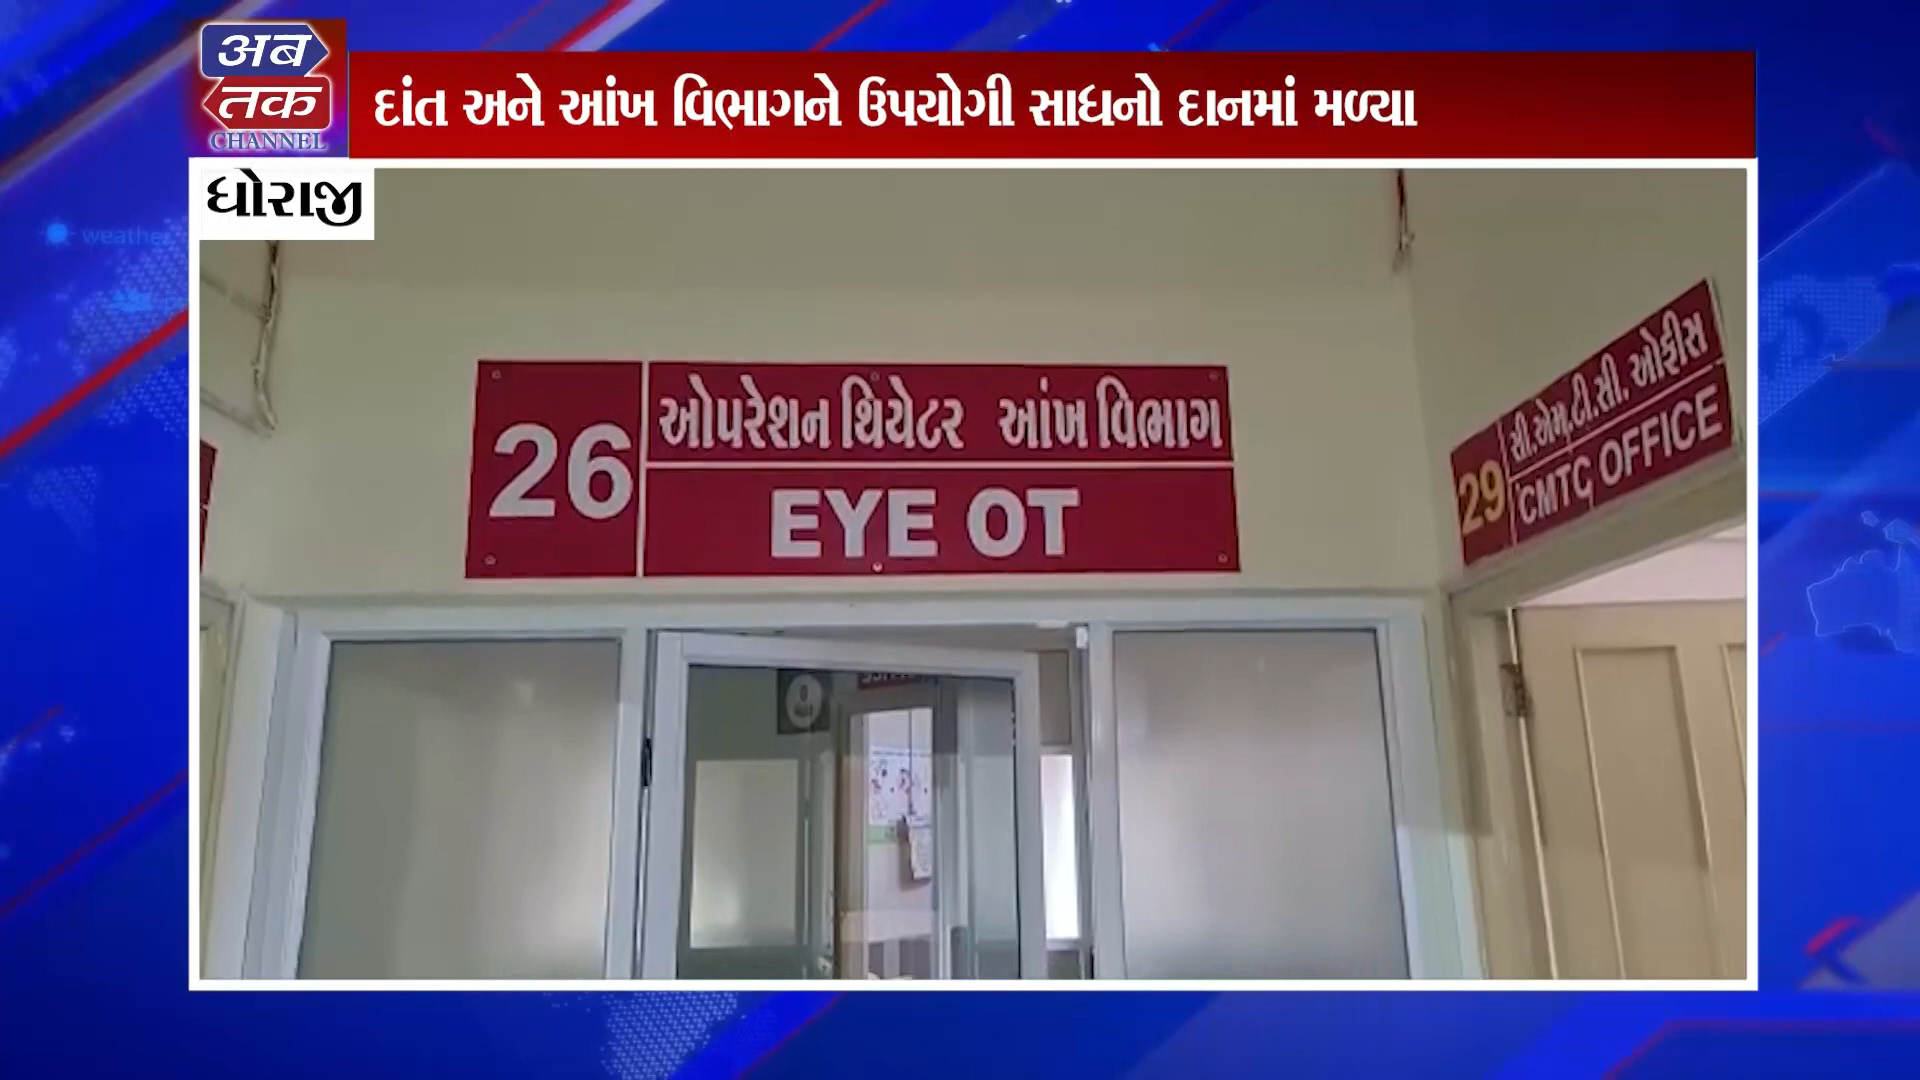 अब
तक
CHANNEL
દાંત અને આંખ વિભાગને ઉપયોગી સાધનો દાનમાં મળ્યા
ધોરાજી
weather
26
ઓપરેશન થિયેટર આંખ વિભાગ
EYE OT
29
સી.એમ.ટી.સી. ઓફીસ
CMTC OFFICE